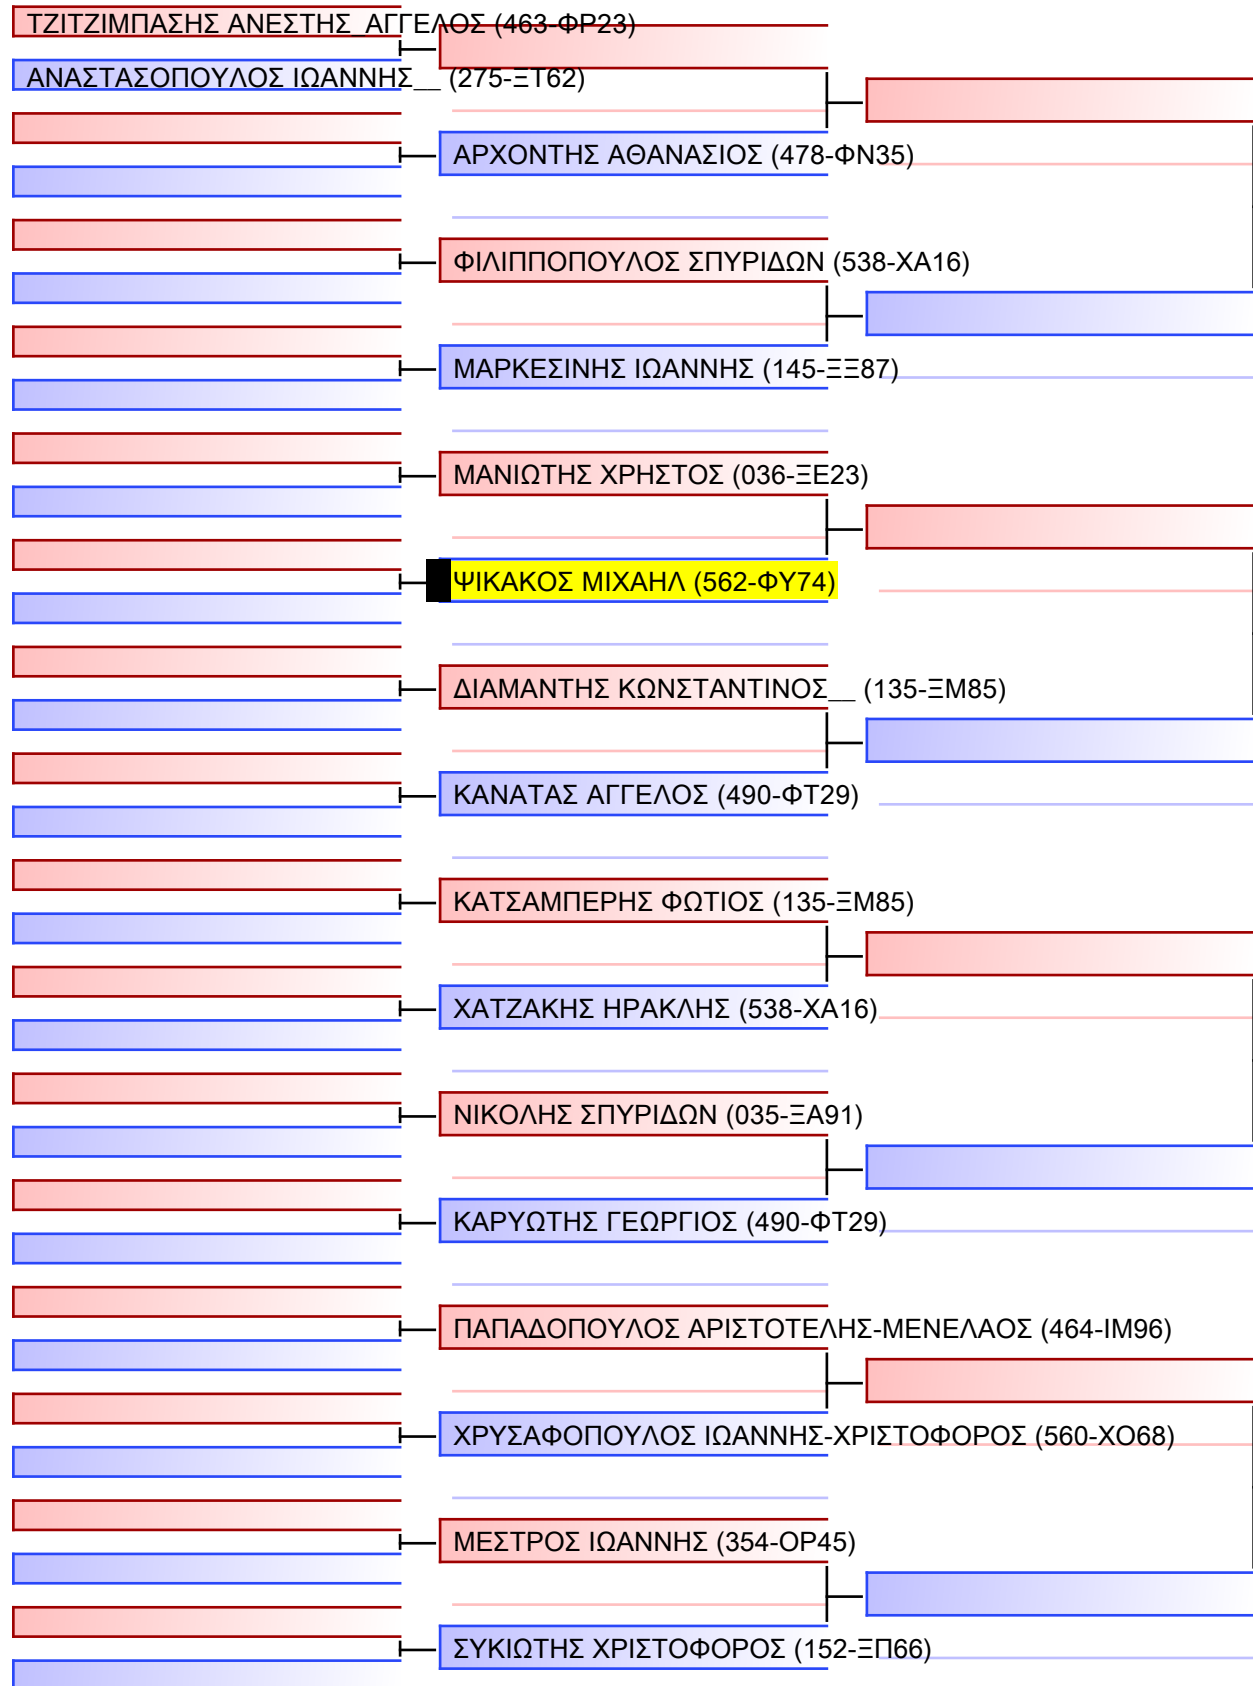 ΤΖΙΤΖΙΜΠΑΣΗΣ ΑΝΕΣΤΗΣ_ΑΓΓΕΛΟΣ (463-ΦΡ23)
ΑΝΑΣΤΑΣΟΠΟΥΛΟΣ ΙΩΑΝΝΗΣ__ (275-ΞΤ62)
ΑΡΧΟΝΤΗΣ ΑΘΑΝΑΣΙΟΣ (478-ΦΝ35)
ΦΙΛΙΠΠΟΠΟΥΛΟΣ ΣΠΥΡΙΔΩΝ (538-ΧΑ16)
ΜΑΡΚΕΣΙΝΗΣ ΙΩΑΝΝΗΣ (145-ΞΞ87)
ΜΑΝΙΩΤΗΣ ΧΡΗΣΤΟΣ (036-ΞΕ23)
ΨΙΚΑΚΟΣ ΜΙΧΑΗΛ (562-ΦΥ74)
ΔΙΑΜΑΝΤΗΣ ΚΩΝΣΤΑΝΤΙΝΟΣ__ (135-ΞΜ85)
ΚΑΝΑΤΑΣ ΑΓΓΕΛΟΣ (490-ΦΤ29)
ΚΑΤΣΑΜΠΕΡΗΣ ΦΩΤΙΟΣ (135-ΞΜ85)
ΧΑΤΖΑΚΗΣ ΗΡΑΚΛΗΣ (538-ΧΑ16)
ΝΙΚΟΛΗΣ ΣΠΥΡΙΔΩΝ (035-ΞΑ91)
ΚΑΡΥΩΤΗΣ ΓΕΩΡΓΙΟΣ (490-ΦΤ29)
ΠΑΠΑΔΟΠΟΥΛΟΣ ΑΡΙΣΤΟΤΕΛΗΣ-ΜΕΝΕΛΑΟΣ (464-ΙΜ96)
ΧΡΥΣΑΦΟΠΟΥΛΟΣ ΙΩΑΝΝΗΣ-ΧΡΙΣΤΟΦΟΡΟΣ (560-ΧΟ68)
ΜΕΣΤΡΟΣ ΙΩΑΝΝΗΣ (354-ΟΡ45)
ΣΥΚΙΩΤΗΣ ΧΡΙΣΤΟΦΟΡΟΣ (152-ΞΠ66)